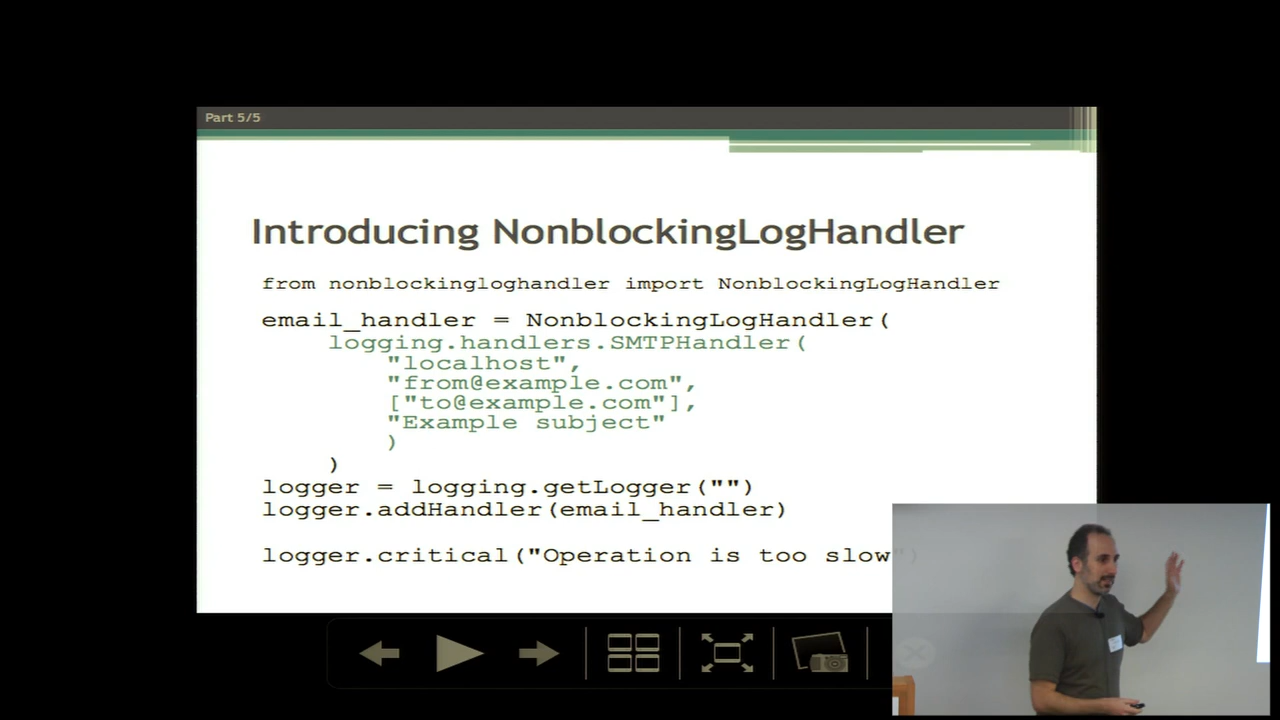 Part 5/5
Introducing NonblockingLogHandler
from nonblockingloghandler import NonblockingLogHandler
email_handler = NonblockingLogHandler(
logging.handlers.SMTPHandler(
"localhost",
"from@example.com",
["to@example.com"],
"Example subject"
)
)
logger = logging.getLogger("")
logger.addHandler(email_handler)
logger.critical("Operation is too slow")